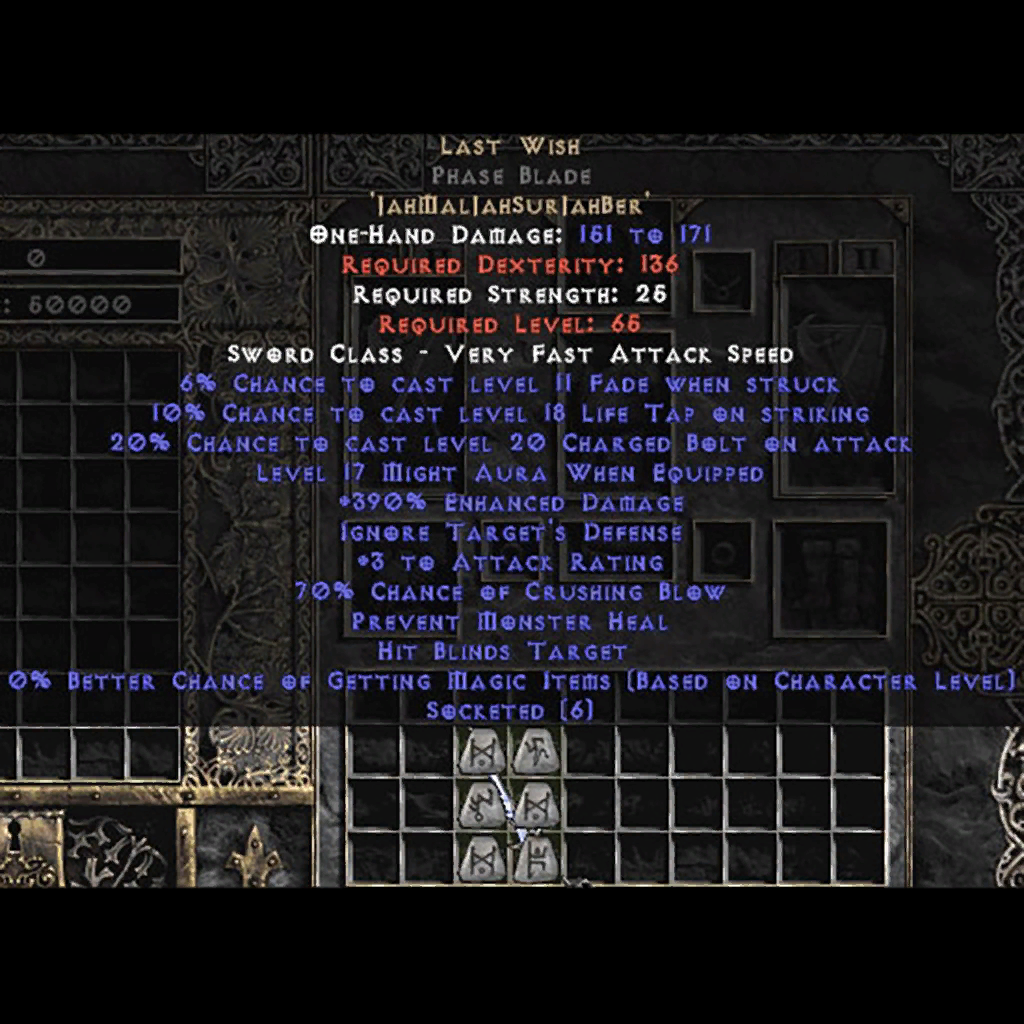 Last Wish
Phase Blade
'JahMalJahSurJahBer'
One-Hand Damage: 151 to 171
Required Dexterity: 136
Required Strength: 25
Required Level: 65
Sword Class - Very Fast Attack Speed
6% Chance to cast level 11 Fade when struck
10% Chance to cast level 18 Life Tap on striking
20% Chance to cast level 20 Charged Bolt on attack
Level 17 Might Aura When Equipped
+390% Enhanced Damage
Ignore Target's Defense
+3 to Attack Rating
70% Chance of Crushing Blow
Prevent Monster Heal
Hit Blinds Target
0% Better Chance of Getting Magic Items (Based on Character Level)
Socketed (6)
0
: 50000
II